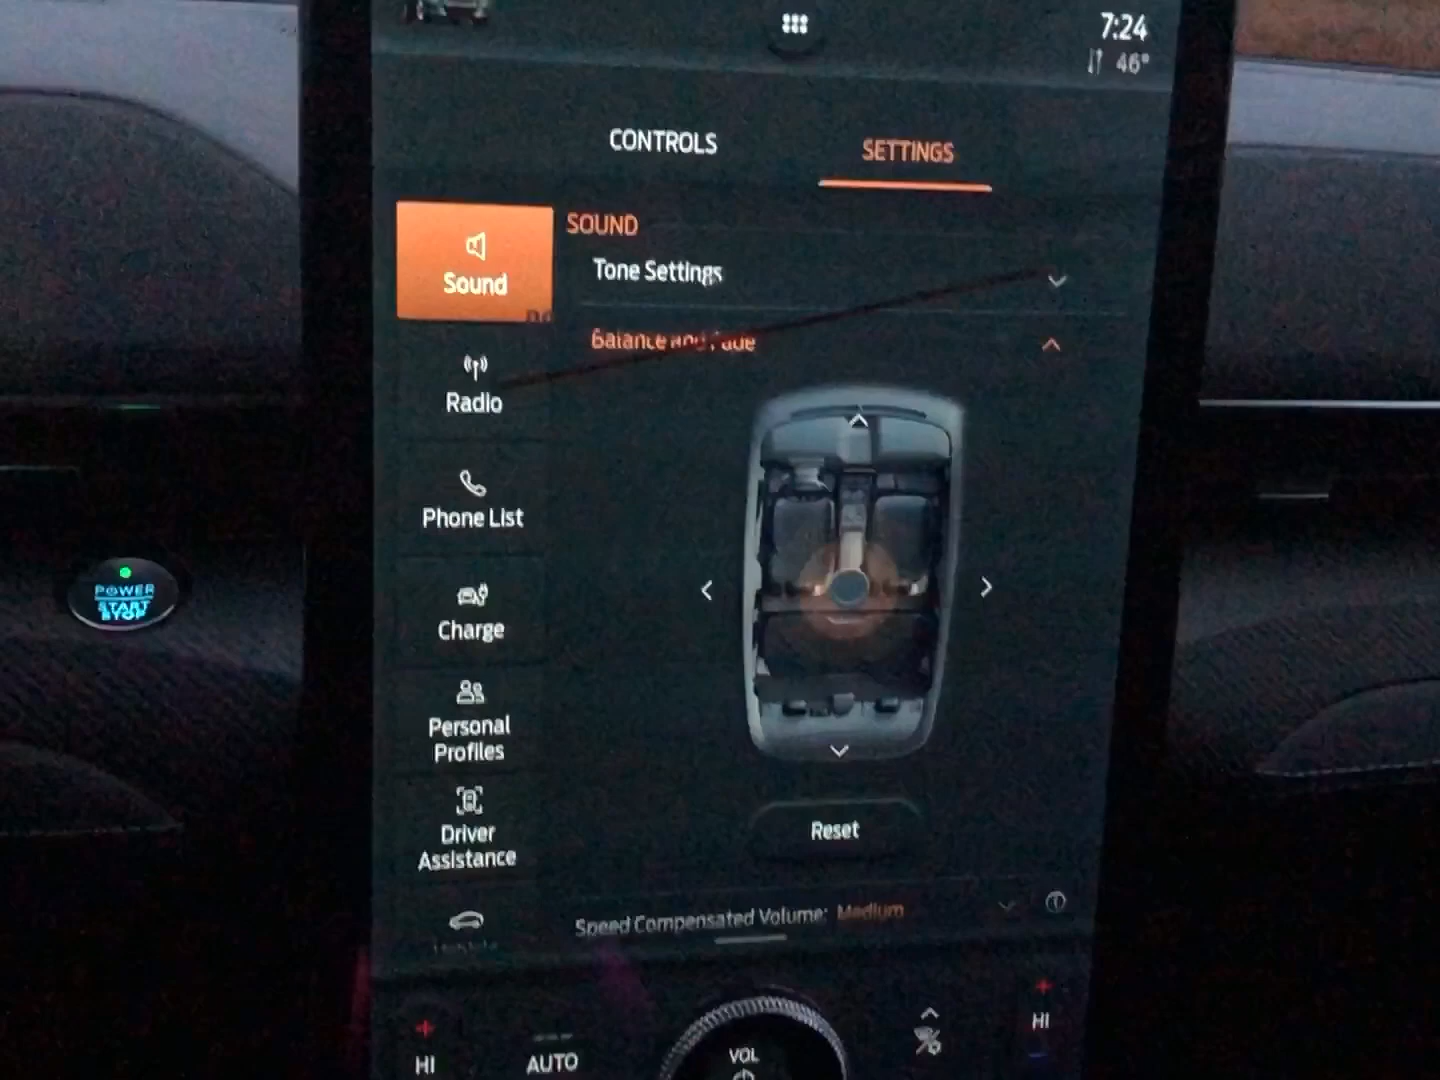 7:24
46°
CONTROLS
SETTINGS
SOUND
Sound
Tone Settings
Balance and Fade
Radio
Phone List
Charge
Personal
Profiles
Driver
Assistance
Reset
Speed Compensated Volume: Medium
HI
AUTO
VOL
HI
POWER
START
STOP